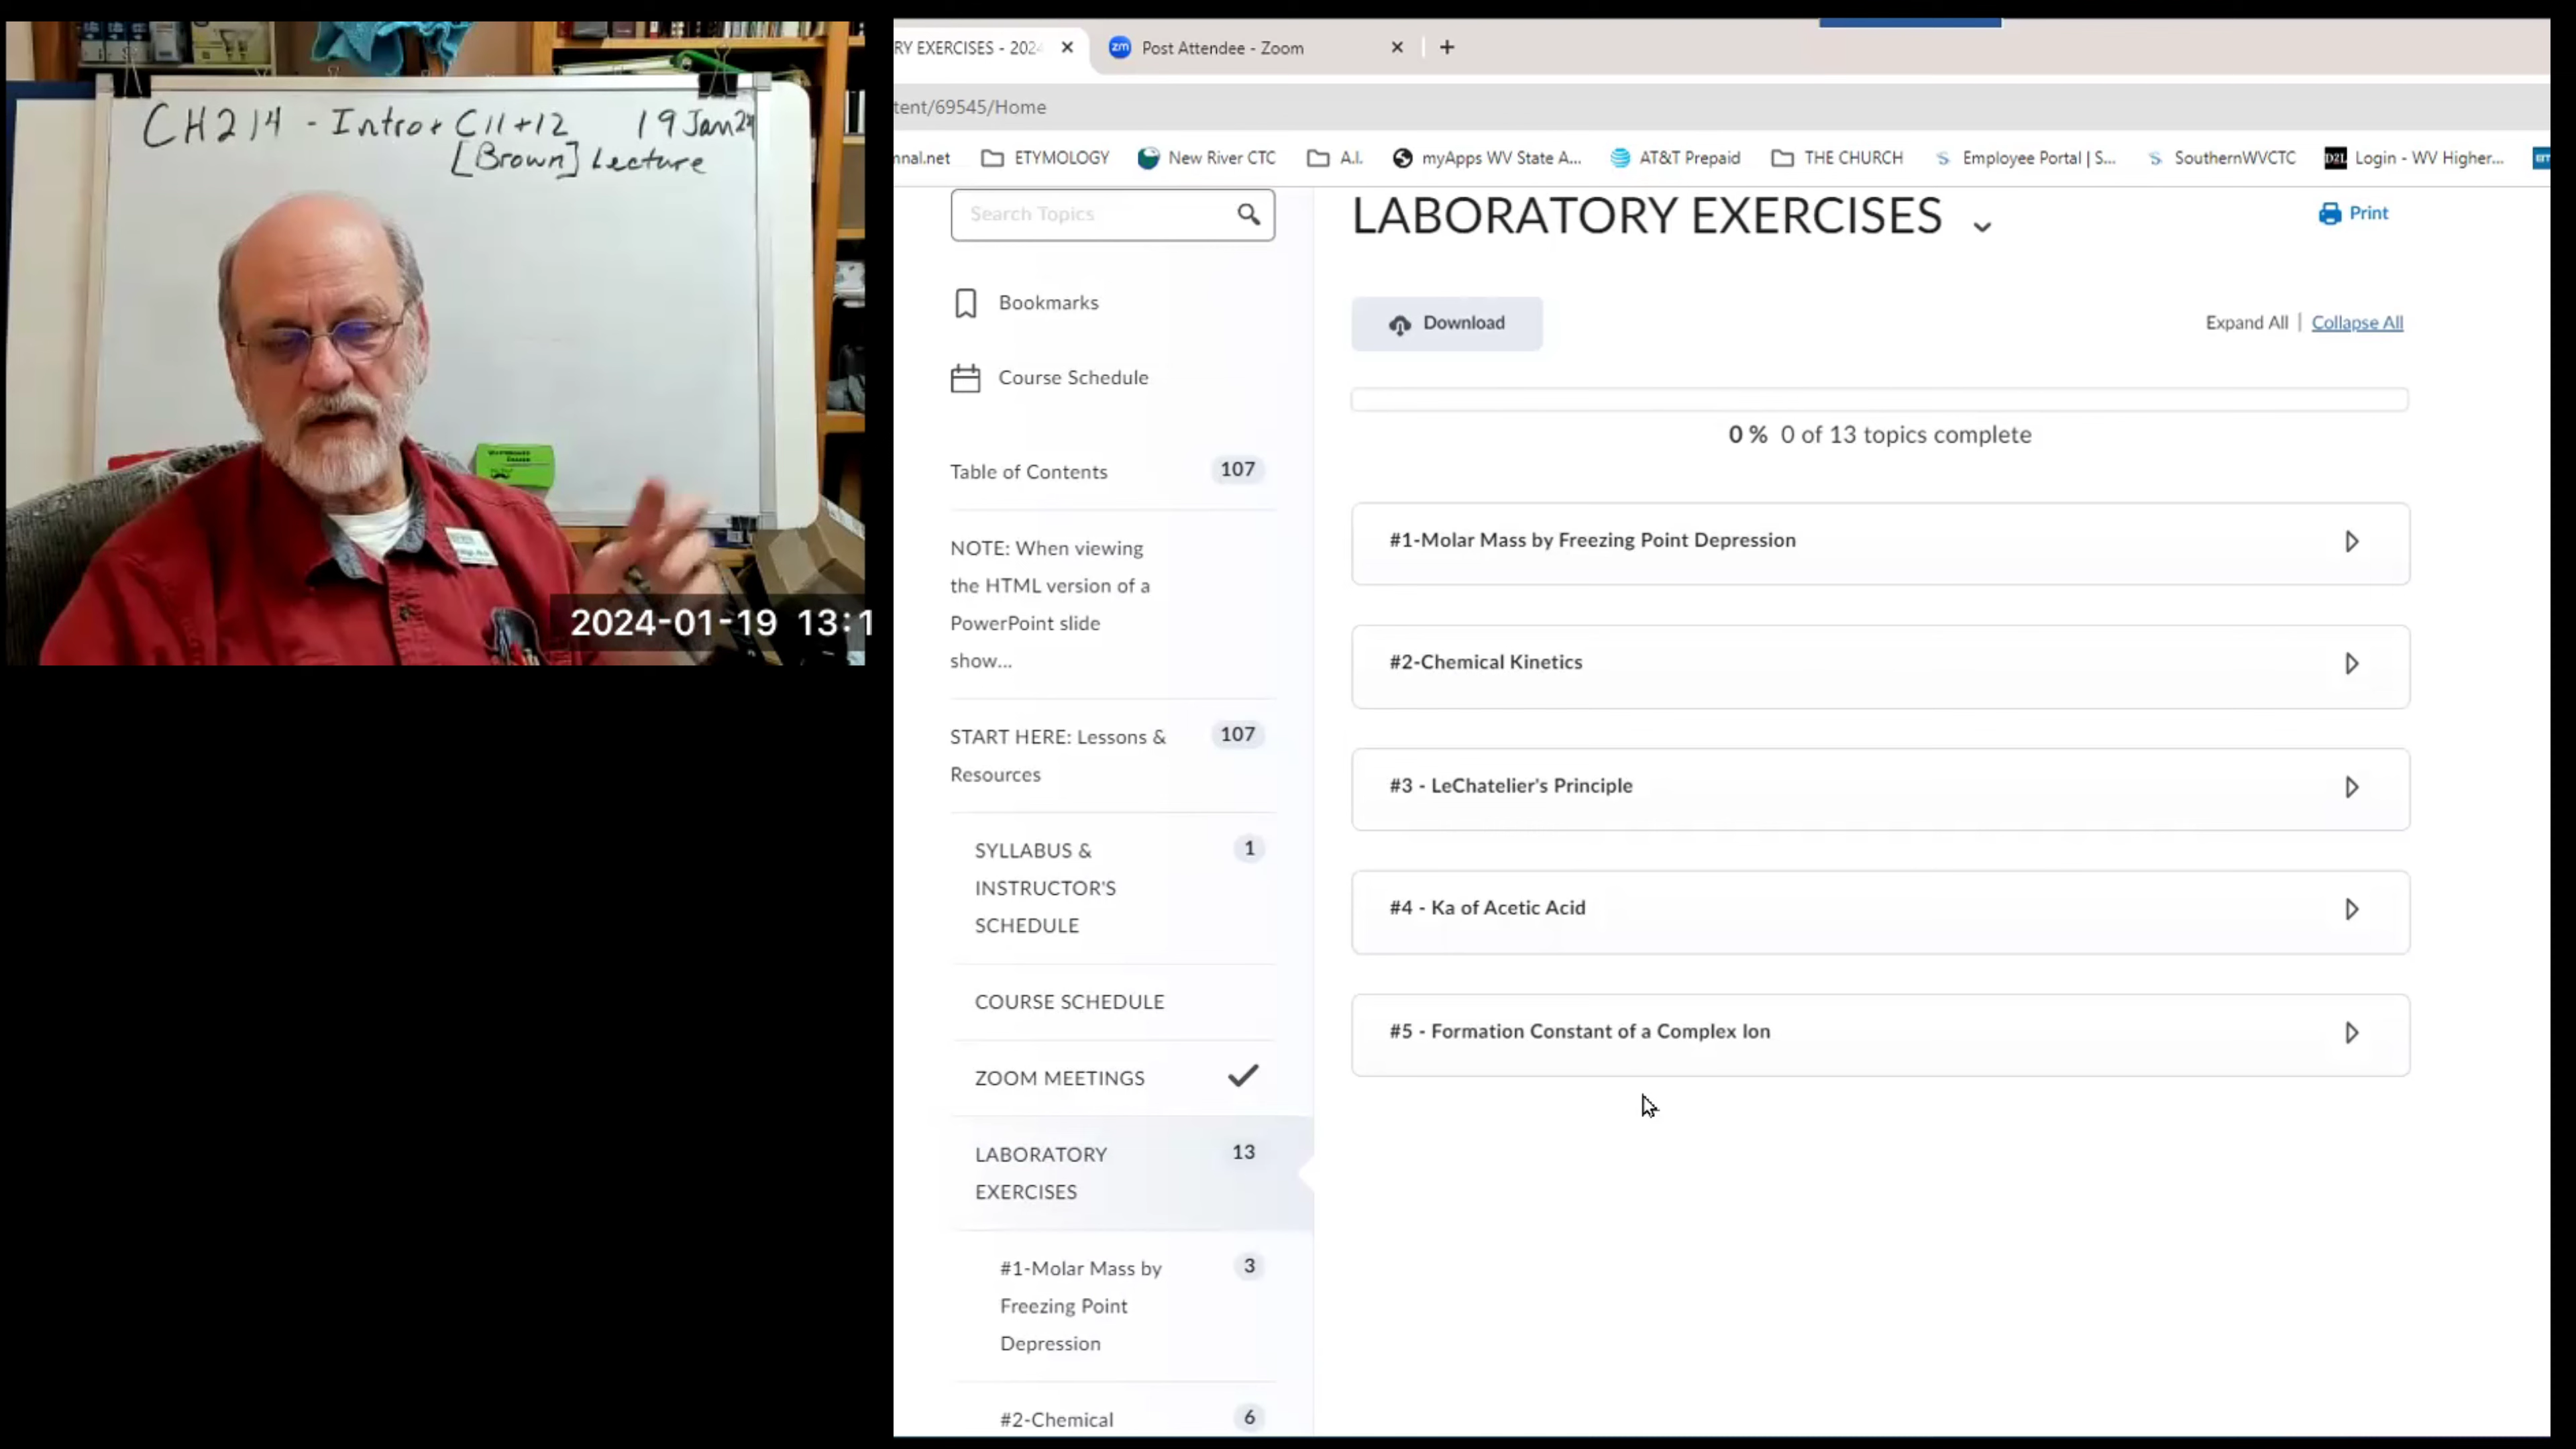 CH214 - Intro + C11+12 19 Jan 24
[Brown] Lecture
2024-01-19 13:1
RY EXERCISES - 2024
zm Post Attendee - Zoom
tent/69545/Home
nnal.net
ETYMOLOGY
New River CTC
A.I.
myApps WV State A...
AT&T Prepaid
THE CHURCH
Employee Portal | S...
SouthernWVCTC
D2L Login - WV Higher...
Search Topics
Bookmarks
Course Schedule
Table of Contents 107
NOTE: When viewing
the HTML version of a
PowerPoint slide
show...
START HERE: Lessons & 107
Resources
SYLLABUS & 1
INSTRUCTOR'S
SCHEDULE
COURSE SCHEDULE
ZOOM MEETINGS
LABORATORY 13
EXERCISES
#1-Molar Mass by 3
Freezing Point
Depression
#2-Chemical 6
LABORATORY EXERCISES
Print
Download
Expand All | Collapse All
0 % 0 of 13 topics complete
#1-Molar Mass by Freezing Point Depression
#2-Chemical Kinetics
#3 - LeChatelier's Principle
#4 - Ka of Acetic Acid
#5 - Formation Constant of a Complex Ion